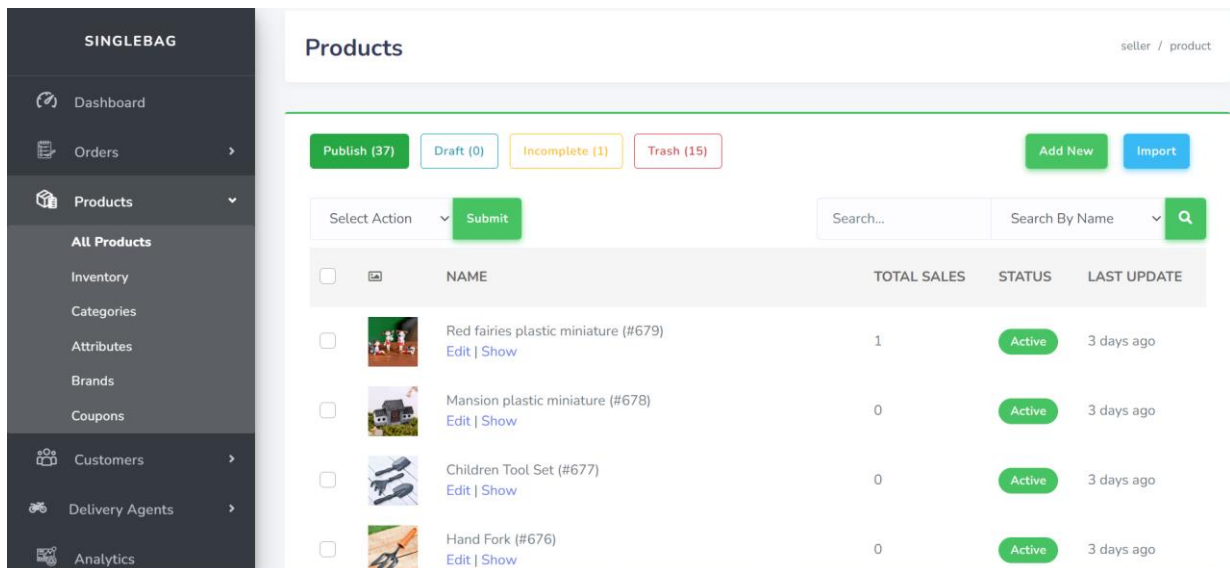 SINGLEBAG
Dashboard
Orders
Products
All Products
Inventory
Categories
Attributes
Brands
Coupons
Customers
Delivery Agents
Analytics
Products
seller / product
Publish (37) Draft (0) Incomplete (1) Trash (15) Add New Import
Select Action Submit Search... Search By Name
NAME TOTAL SALES STATUS LAST UPDATE
Red fairies plastic miniature (#679)
Edit | Show
1 Active 3 days ago
Mansion plastic miniature (#678)
Edit | Show
0 Active 3 days ago
Children Tool Set (#677)
Edit | Show
0 Active 3 days ago
Hand Fork (#676)
Edit | Show
0 Active 3 days ago